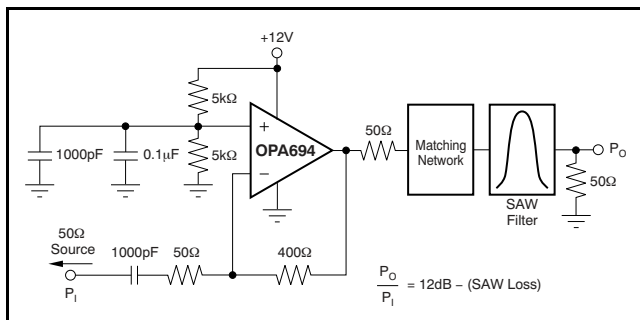 +12V
5kΩ
1000pF
0.1µF
5kΩ
+
OPA694
−
50Ω
Matching
Network
SAW
Filter
P_O
50Ω
50Ω
Source
P_I
1000pF
50Ω
400Ω
P_O
P_I
= 12dB − (SAW Loss)